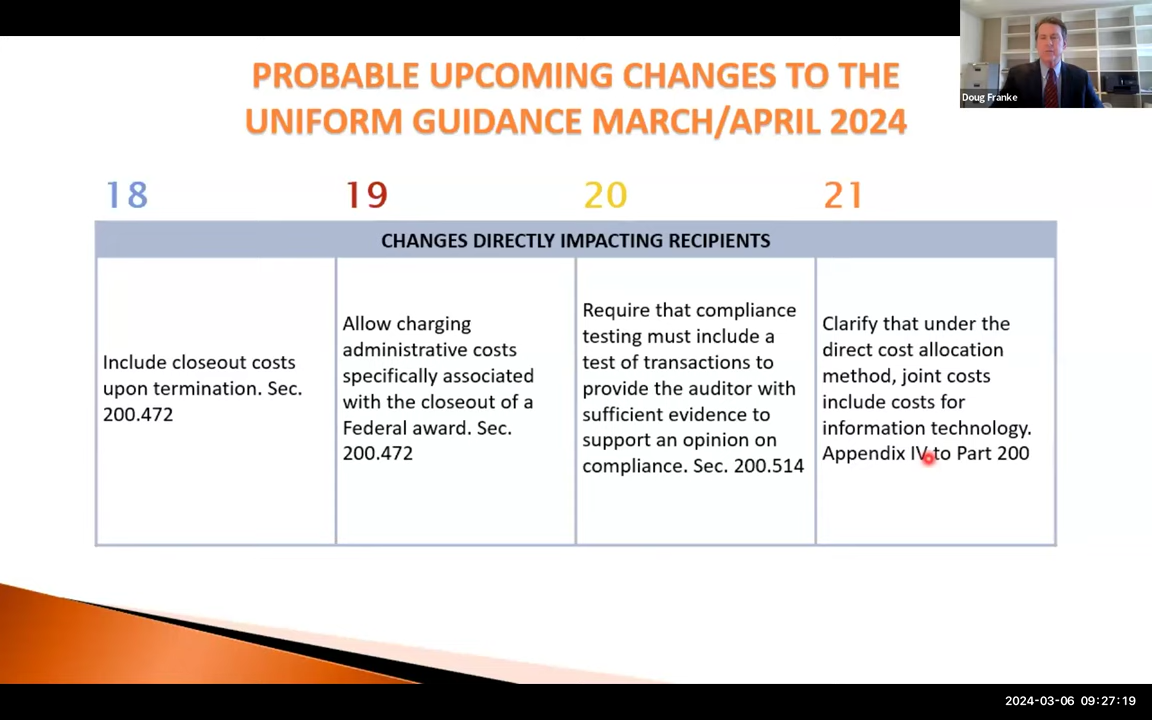 Doug Franke
PROBABLE UPCOMING CHANGES TO THE
UNIFORM GUIDANCE MARCH/APRIL 2024
18
19
20
21
CHANGES DIRECTLY IMPACTING RECIPIENTS
Include closeout costs
upon termination. Sec.
200.472
Allow charging
administrative costs
specifically associated
with the closeout of a
Federal award. Sec.
200.472
Require that compliance
testing must include a
test of transactions to
provide the auditor with
sufficient evidence to
support an opinion on
compliance. Sec. 200.514
Clarify that under the
direct cost allocation
method, joint costs
include costs for
information technology.
Appendix IV to Part 200
2024-03-06 09:27:19